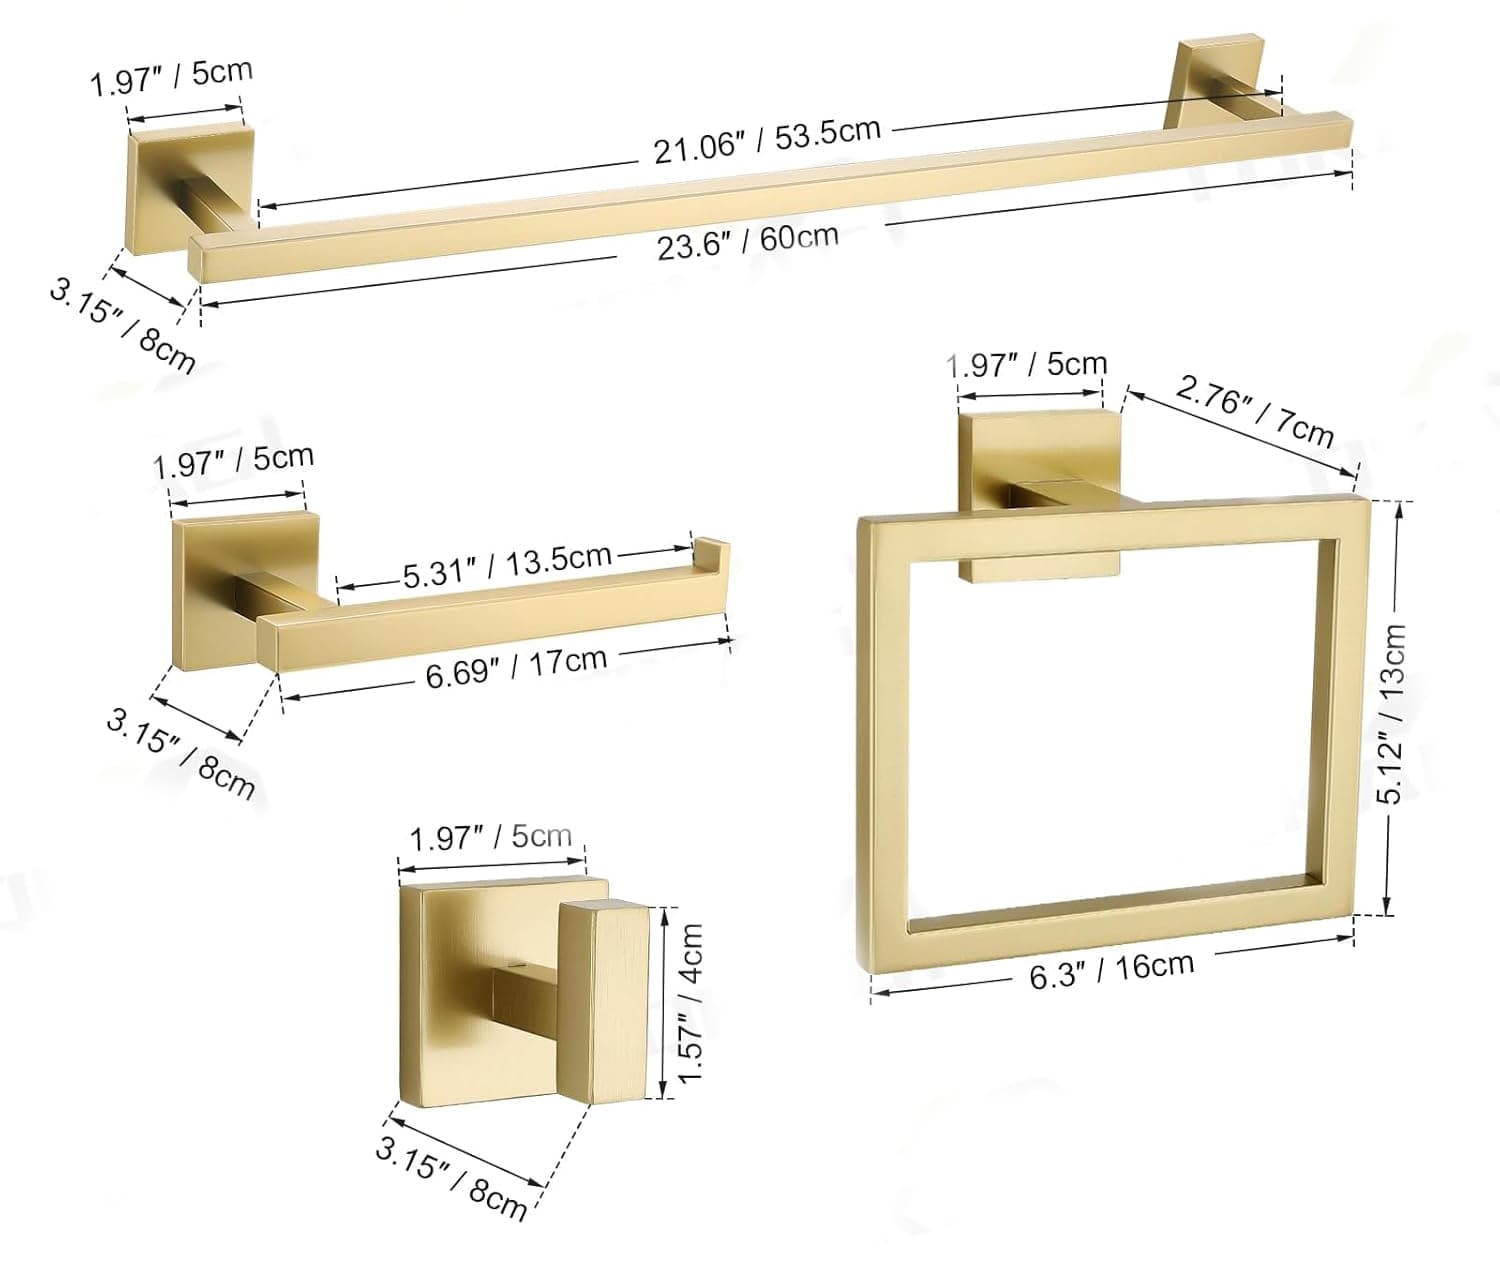 1.97" / 5cm
21.06" / 53.5cm
23.6" / 60cm
3.15" / 8cm
1.97" / 5cm
2.76" / 7cm
1.97" / 5cm
5.31" / 13.5cm
6.69" / 17cm
3.15" / 8cm
5.12" / 13cm
6.3" / 16cm
1.97" / 5cm
1.57" / 4cm
3.15" / 8cm